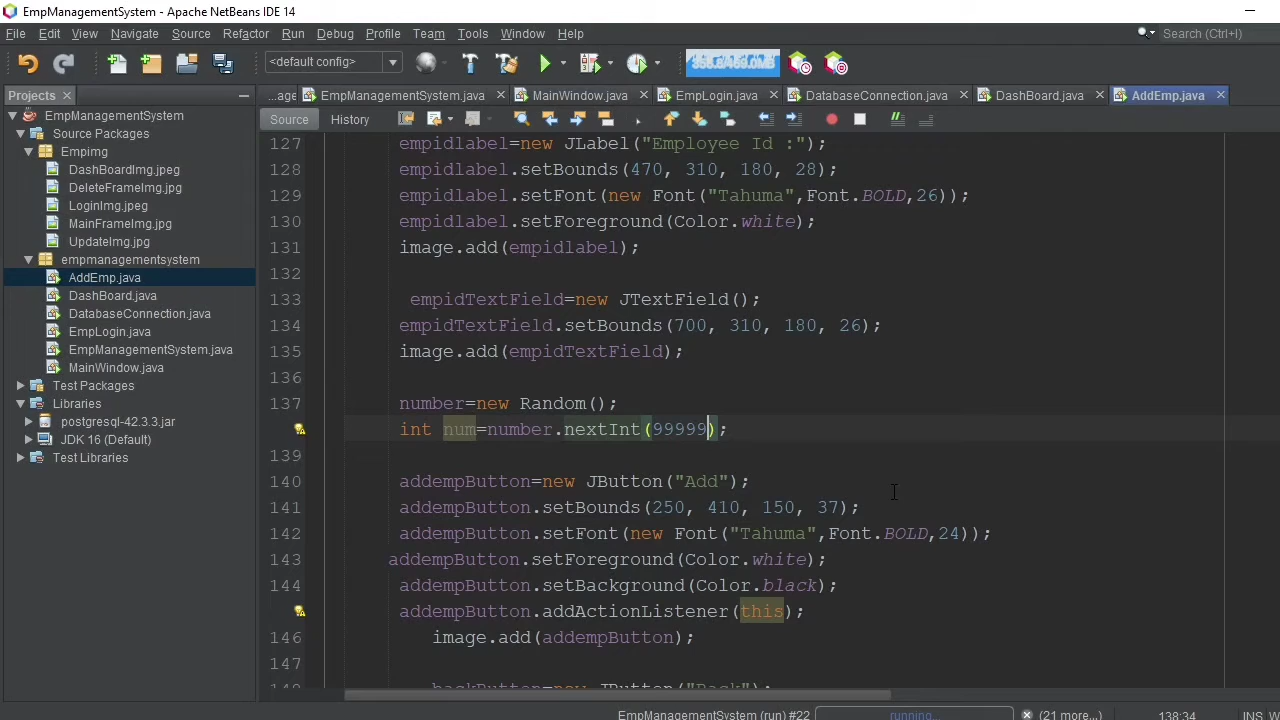 EmpManagementSystem - Apache NetBeans IDE 14
File Edit View Navigate Source Refactor Run Debug Profile Team Tools Window Help
Search (Ctrl+I)
<default config>
Projects
...age
EmpManagementSystem.java
MainWindow.java
EmpLogin.java
DatabaseConnection.java
DashBoard.java
AddEmp.java
Source History
EmpManagementSystem
Source Packages
Empimg
DashBoardImg.jpeg
DeleteFrameImg.jpg
LoginImg.jpeg
MainFrameImg.jpg
UpdateImg.jpg
empmanagementsystem
AddEmp.java
DashBoard.java
DatabaseConnection.java
EmpLogin.java
EmpManagementSystem.java
MainWindow.java
Test Packages
Libraries
postgresql-42.3.3.jar
JDK 16 (Default)
Test Libraries
127 empidlabel=new JLabel("Employee Id :");
128 empidlabel.setBounds(470, 310, 180, 28);
129 empidlabel.setFont(new Font("Tahuma",Font.BOLD,26));
130 empidlabel.setForeground(Color.white);
131 image.add(empidlabel);
132
133 empidTextField=new JTextField();
134 empidTextField.setBounds(700, 310, 180, 26);
135 image.add(empidTextField);
136
137 number=new Random();
int num=number.nextInt(99999);
139
140 addempButton=new JButton("Add");
141 addempButton.setBounds(250, 410, 150, 37);
142 addempButton.setFont(new Font("Tahuma",Font.BOLD,24));
143 addempButton.setForeground(Color.white);
144 addempButton.setBackground(Color.black);
addempButton.addActionListener(this);
146 image.add(addempButton);
147
148 backButton=new JButton("Back");
EmpManagementSystem (run) #22 running... (21 more...) 138:34 INS